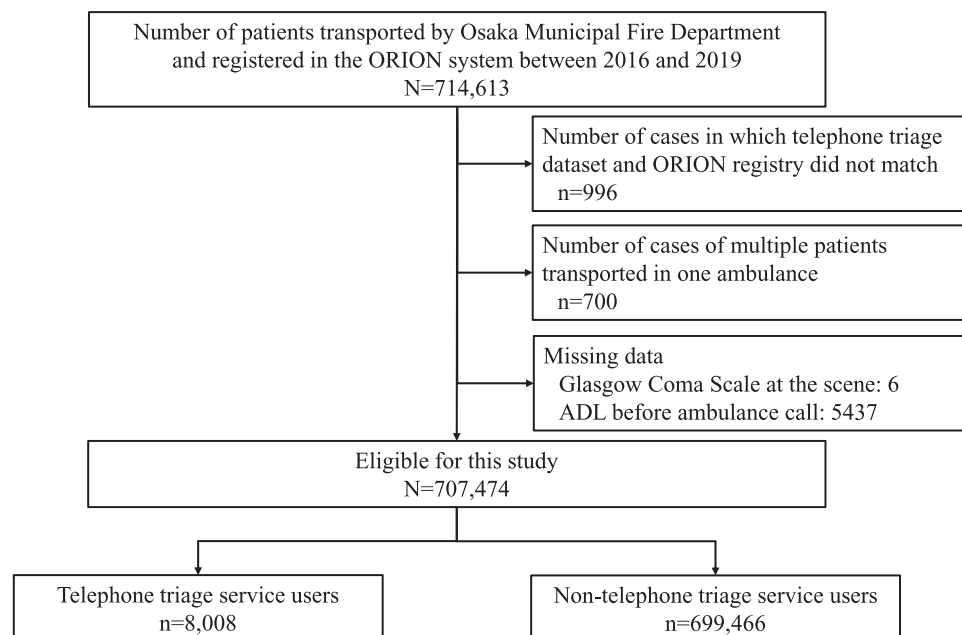 Number of patients transported by Osaka Municipal Fire Department
and registered in the ORION system between 2016 and 2019
N=714,613
Number of cases in which telephone triage
dataset and ORION registry did not match
n=996
Number of cases of multiple patients
transported in one ambulance
n=700
Missing data
Glasgow Coma Scale at the scene: 6
ADL before ambulance call: 5437
Eligible for this study
N=707,474
Telephone triage service users
n=8,008
Non-telephone triage service users
n=699,466